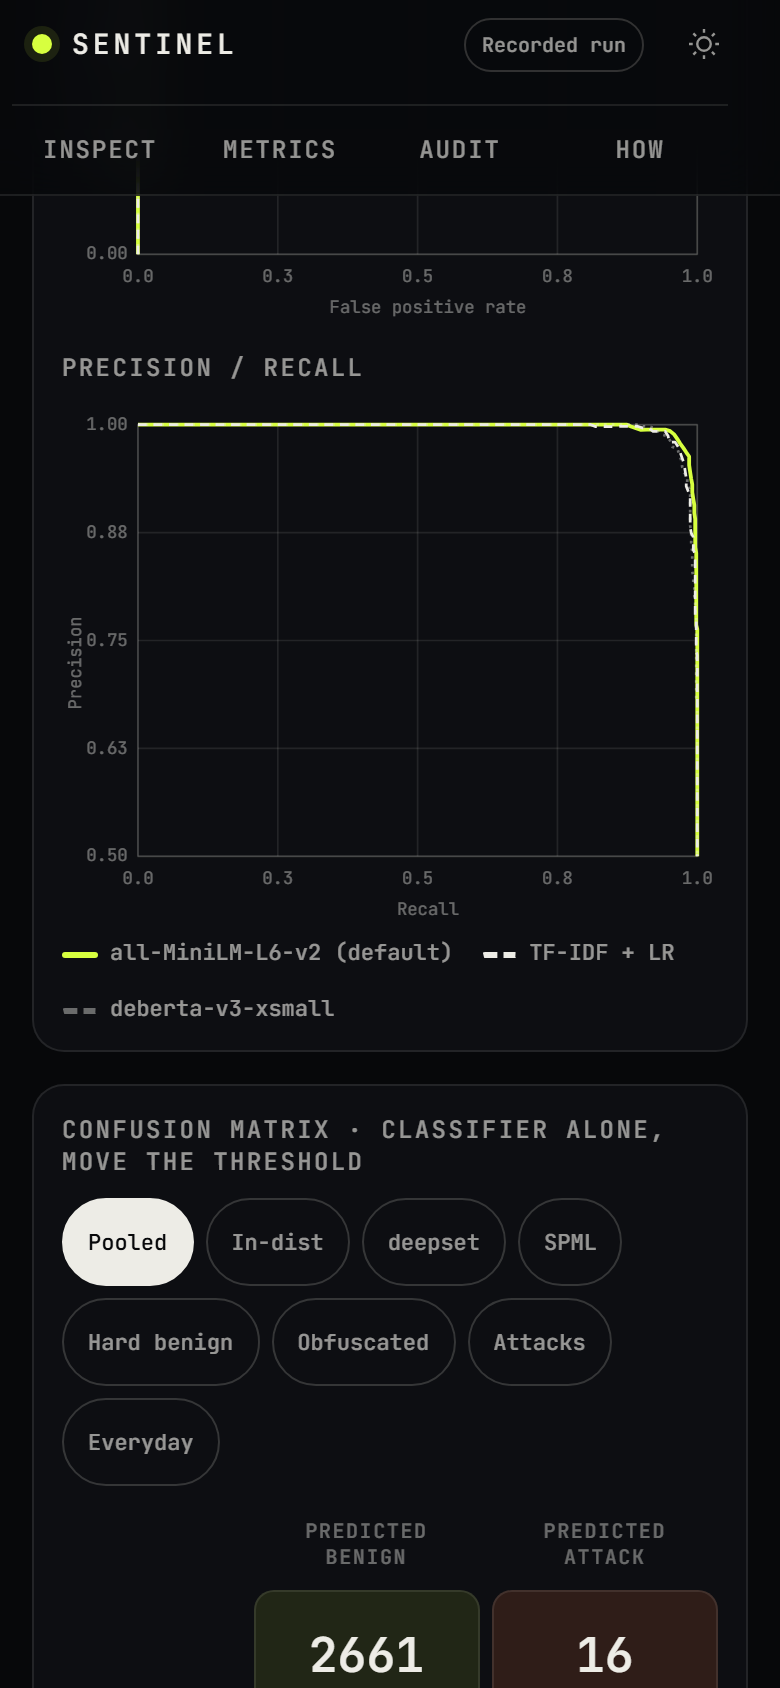 SENTINEL
Recorded run
INSPECT METRICS AUDIT HOW
0.00
0.0 0.3 0.5 0.8 1.0
False positive rate
PRECISION / RECALL
1.00
0.88
0.75
0.63
0.50
Precision
0.0 0.3 0.5 0.8 1.0
Recall
all-MiniLM-L6-v2 (default) TF-IDF + LR
deberta-v3-xsmall
CONFUSION MATRIX · CLASSIFIER ALONE,
MOVE THE THRESHOLD
Pooled In-dist deepset SPML
Hard benign Obfuscated Attacks
Everyday
PREDICTED PREDICTED
BENIGN ATTACK
2661 16